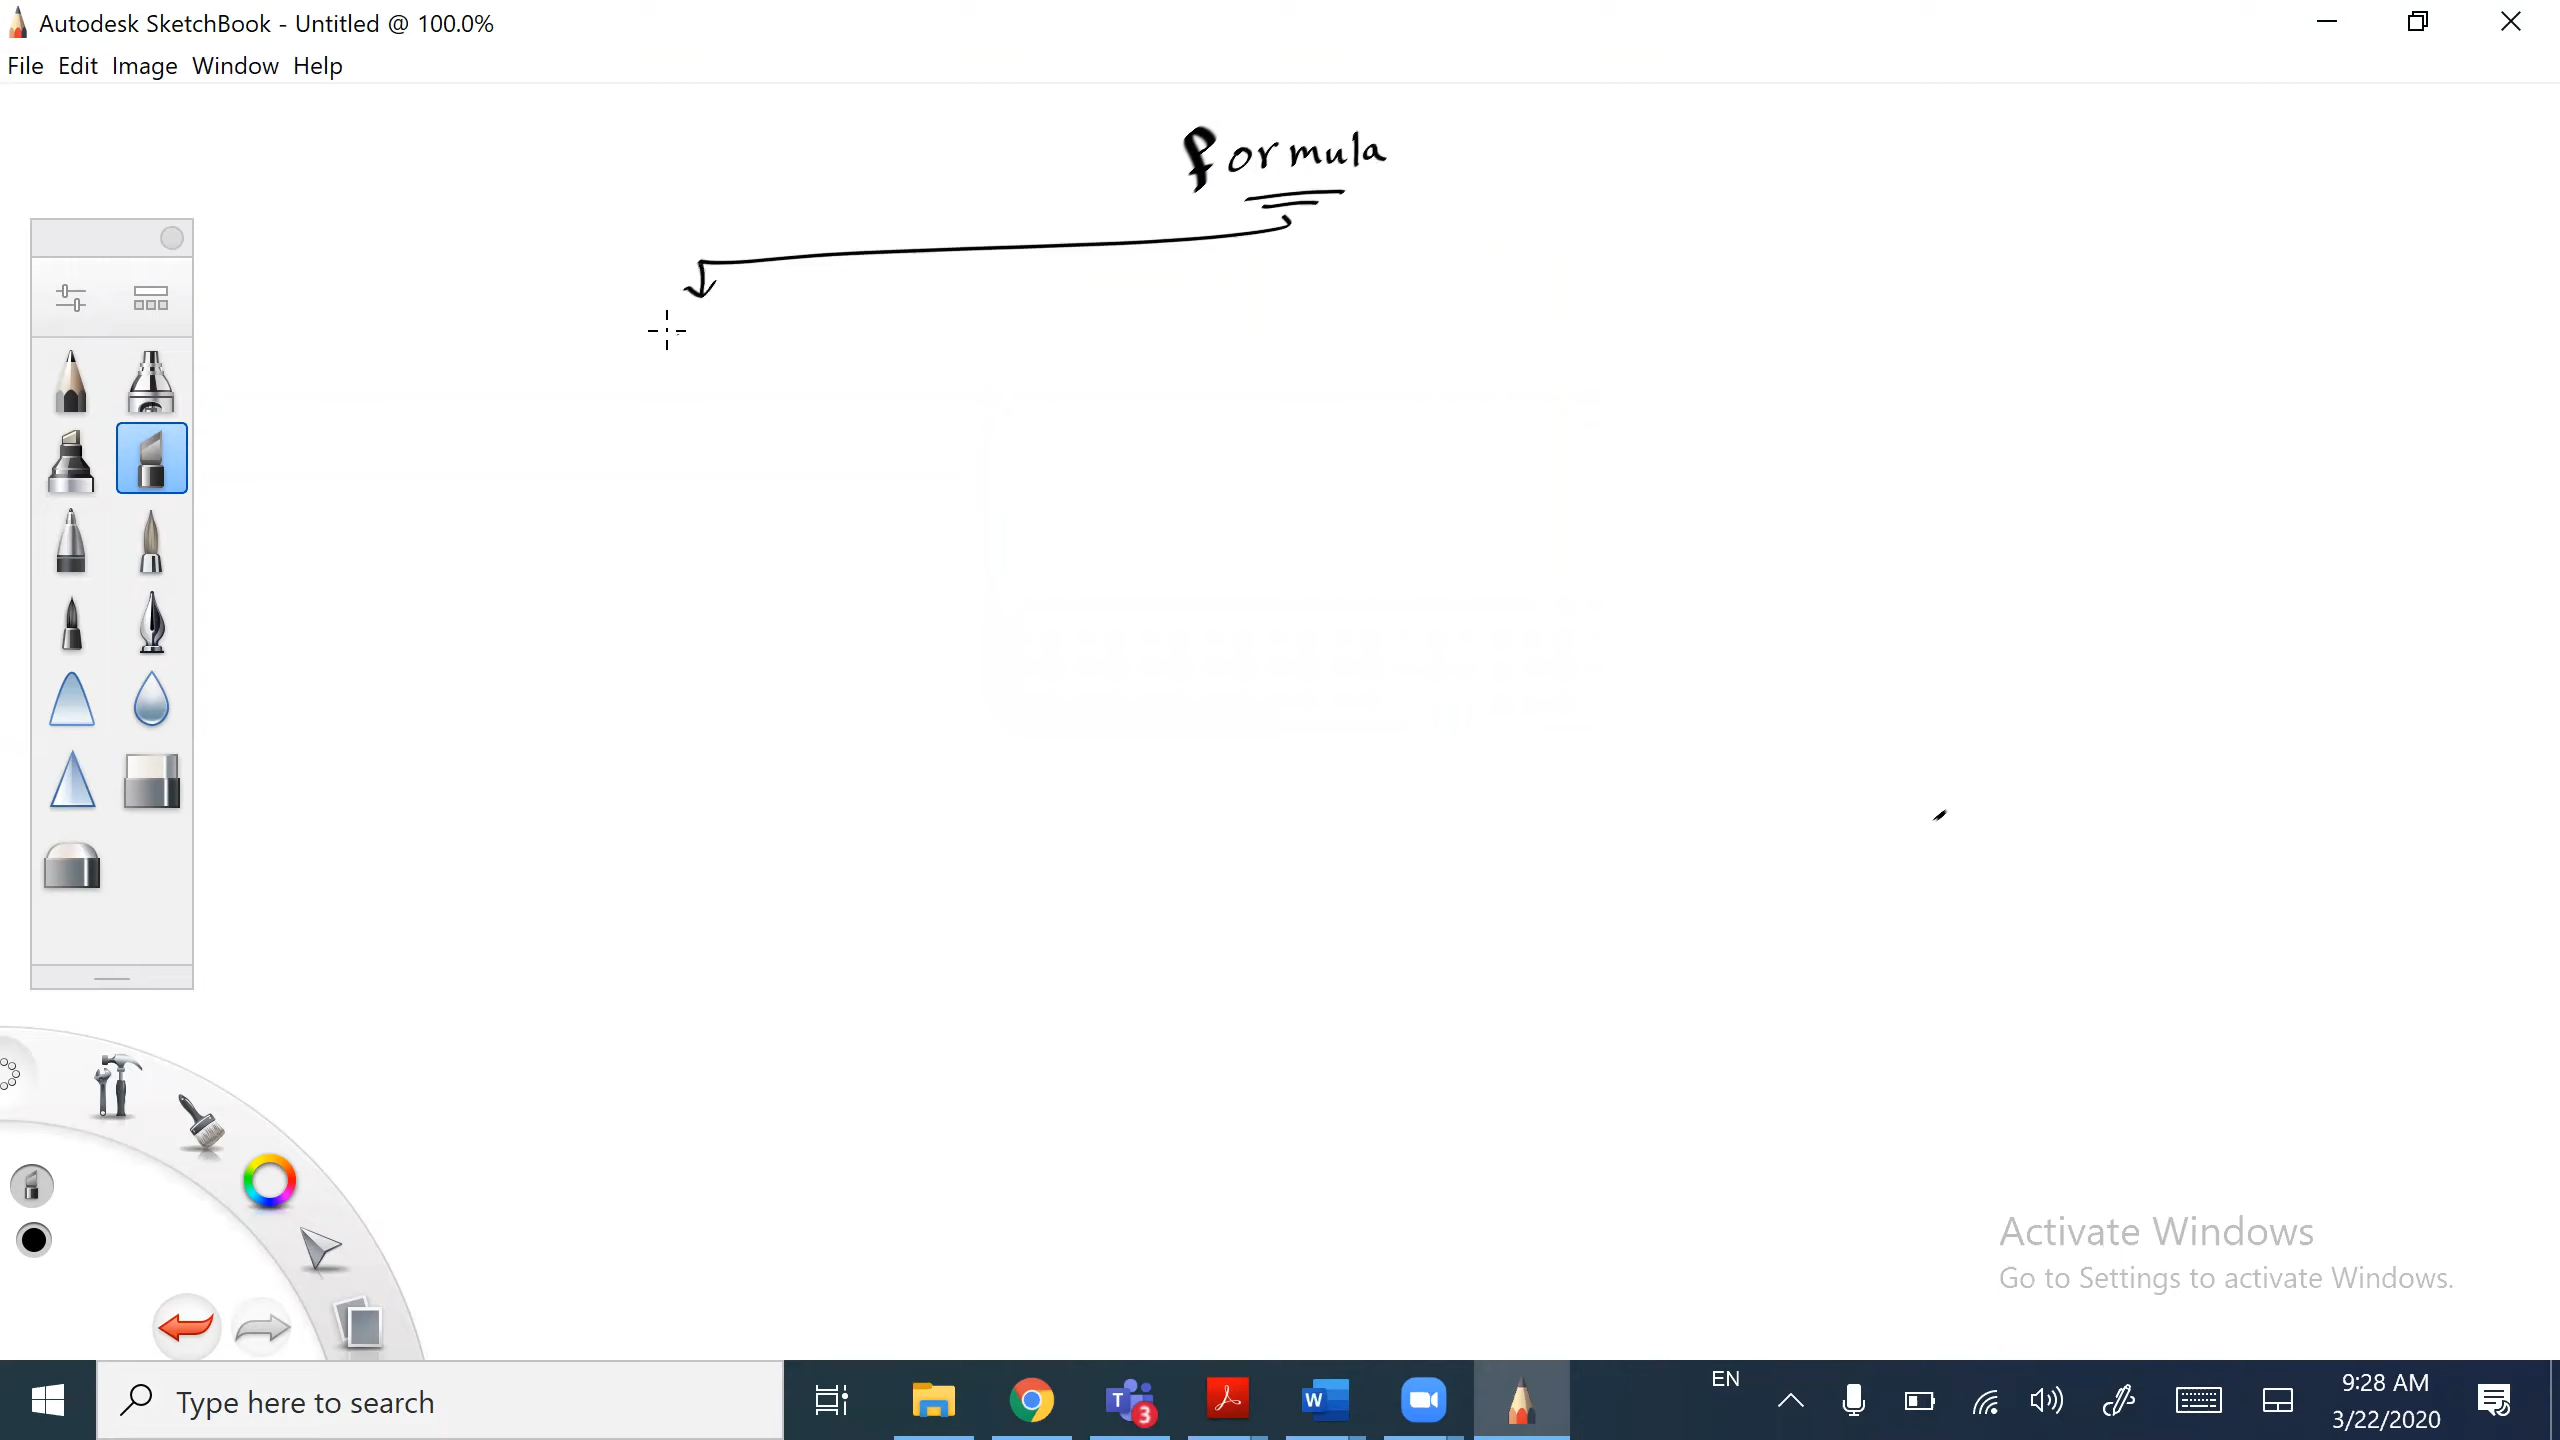 Autodesk SketchBook - Untitled @ 100.0%
File Edit Image Window Help
formula
Activate Windows
Go to Settings to activate Windows.
Type here to search
T 3
W
EN
9:28 AM
3/22/2020